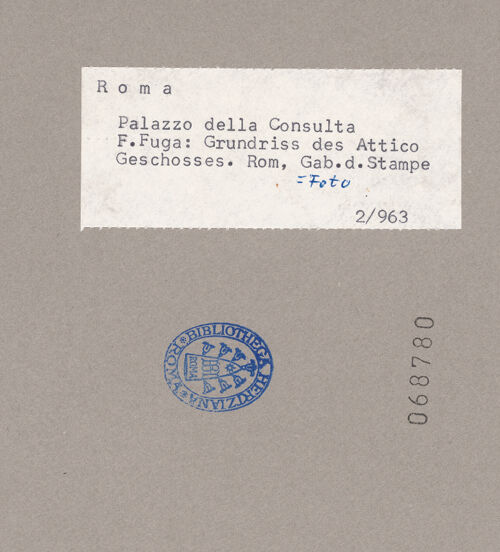 Roma
Palazzo della Consulta
F.Fuga: Grundriss des Attico
Geschosses. Rom, Gab.d.Stampe
=Foto
2/963
*BIBLIOTHECA HERTZIANA* ROMA
ROMA
068780